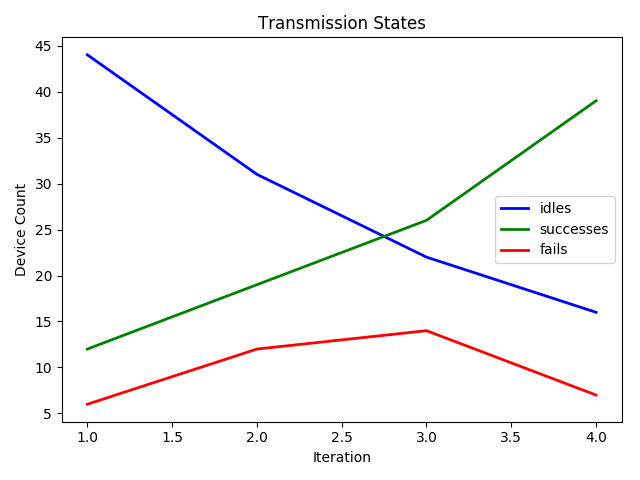 Transmission States
45
40
35
30
25
20
15
10
5
Device Count
idles
successes
fails
1.0 1.5 2.0 2.5 3.0 3.5 4.0
Iteration